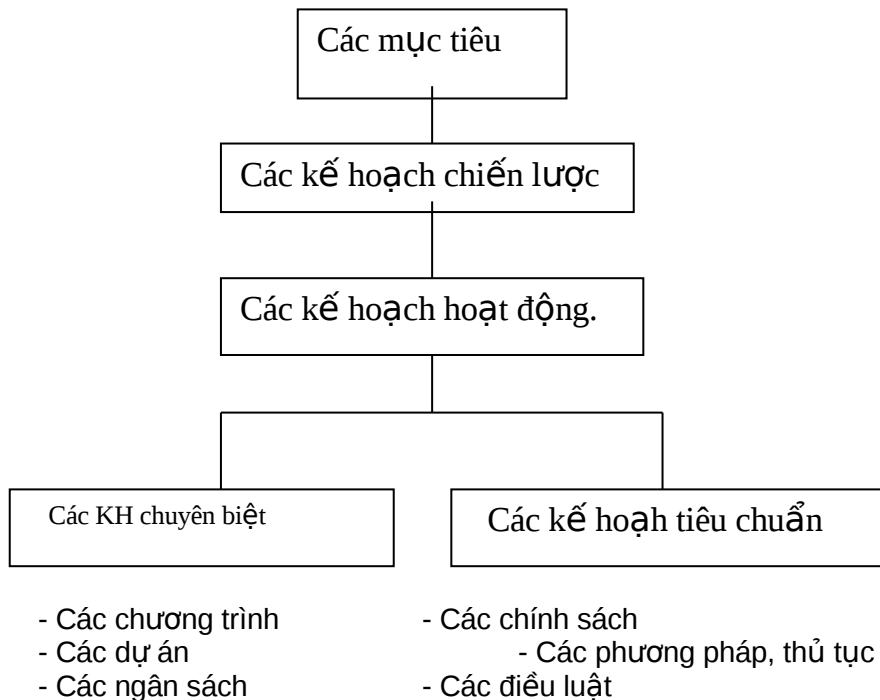 Các mục tiêu
Các kế hoạch chiến lược
Các kế hoạch hoạt động.
Các KH chuyên biệt
Các kế hoạh tiêu chuẩn
- Các chương trình
- Các dự án
- Các ngân sách
- Các chính sách
- Các phương pháp, thủ tục
- Các điều luật